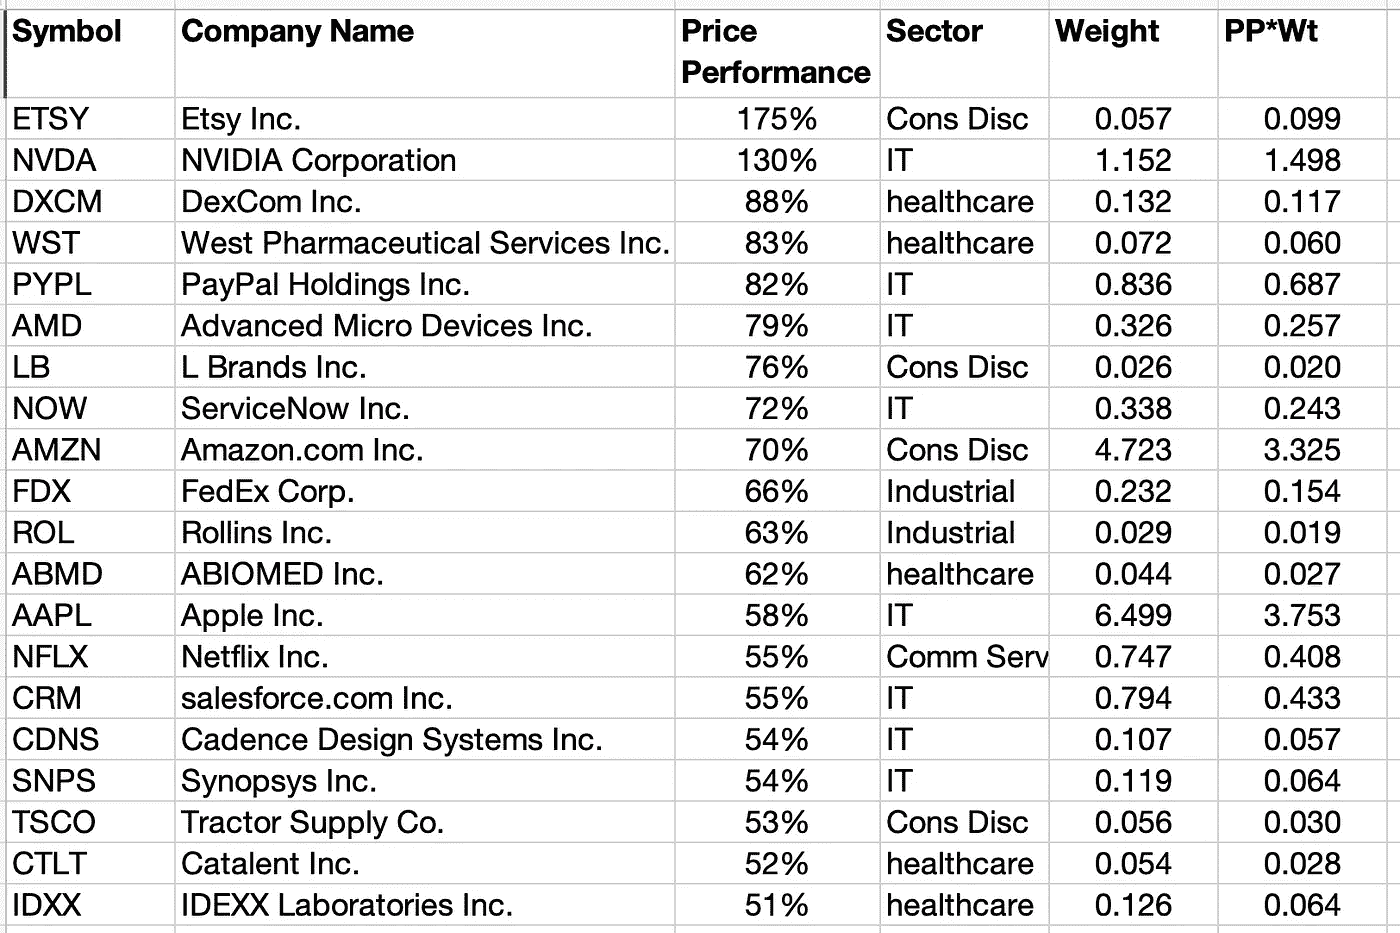 Symbol Company Name Price Performance Sector Weight PP*Wt
ETSY Etsy Inc. 175% Cons Disc 0.057 0.099
NVDA NVIDIA Corporation 130% IT 1.152 1.498
DXCM DexCom Inc. 88% healthcare 0.132 0.117
WST West Pharmaceutical Services Inc. 83% healthcare 0.072 0.060
PYPL PayPal Holdings Inc. 82% IT 0.836 0.687
AMD Advanced Micro Devices Inc. 79% IT 0.326 0.257
LB L Brands Inc. 76% Cons Disc 0.026 0.020
NOW ServiceNow Inc. 72% IT 0.338 0.243
AMZN Amazon.com Inc. 70% Cons Disc 4.723 3.325
FDX FedEx Corp. 66% Industrial 0.232 0.154
ROL Rollins Inc. 63% Industrial 0.029 0.019
ABMD ABIOMED Inc. 62% healthcare 0.044 0.027
AAPL Apple Inc. 58% IT 6.499 3.753
NFLX Netflix Inc. 55% Comm Serv 0.747 0.408
CRM salesforce.com Inc. 55% IT 0.794 0.433
CDNS Cadence Design Systems Inc. 54% IT 0.107 0.057
SNPS Synopsys Inc. 54% IT 0.119 0.064
TSCO Tractor Supply Co. 53% Cons Disc 0.056 0.030
CTLT Catalent Inc. 52% healthcare 0.054 0.028
IDXX IDEXX Laboratories Inc. 51% healthcare 0.126 0.064